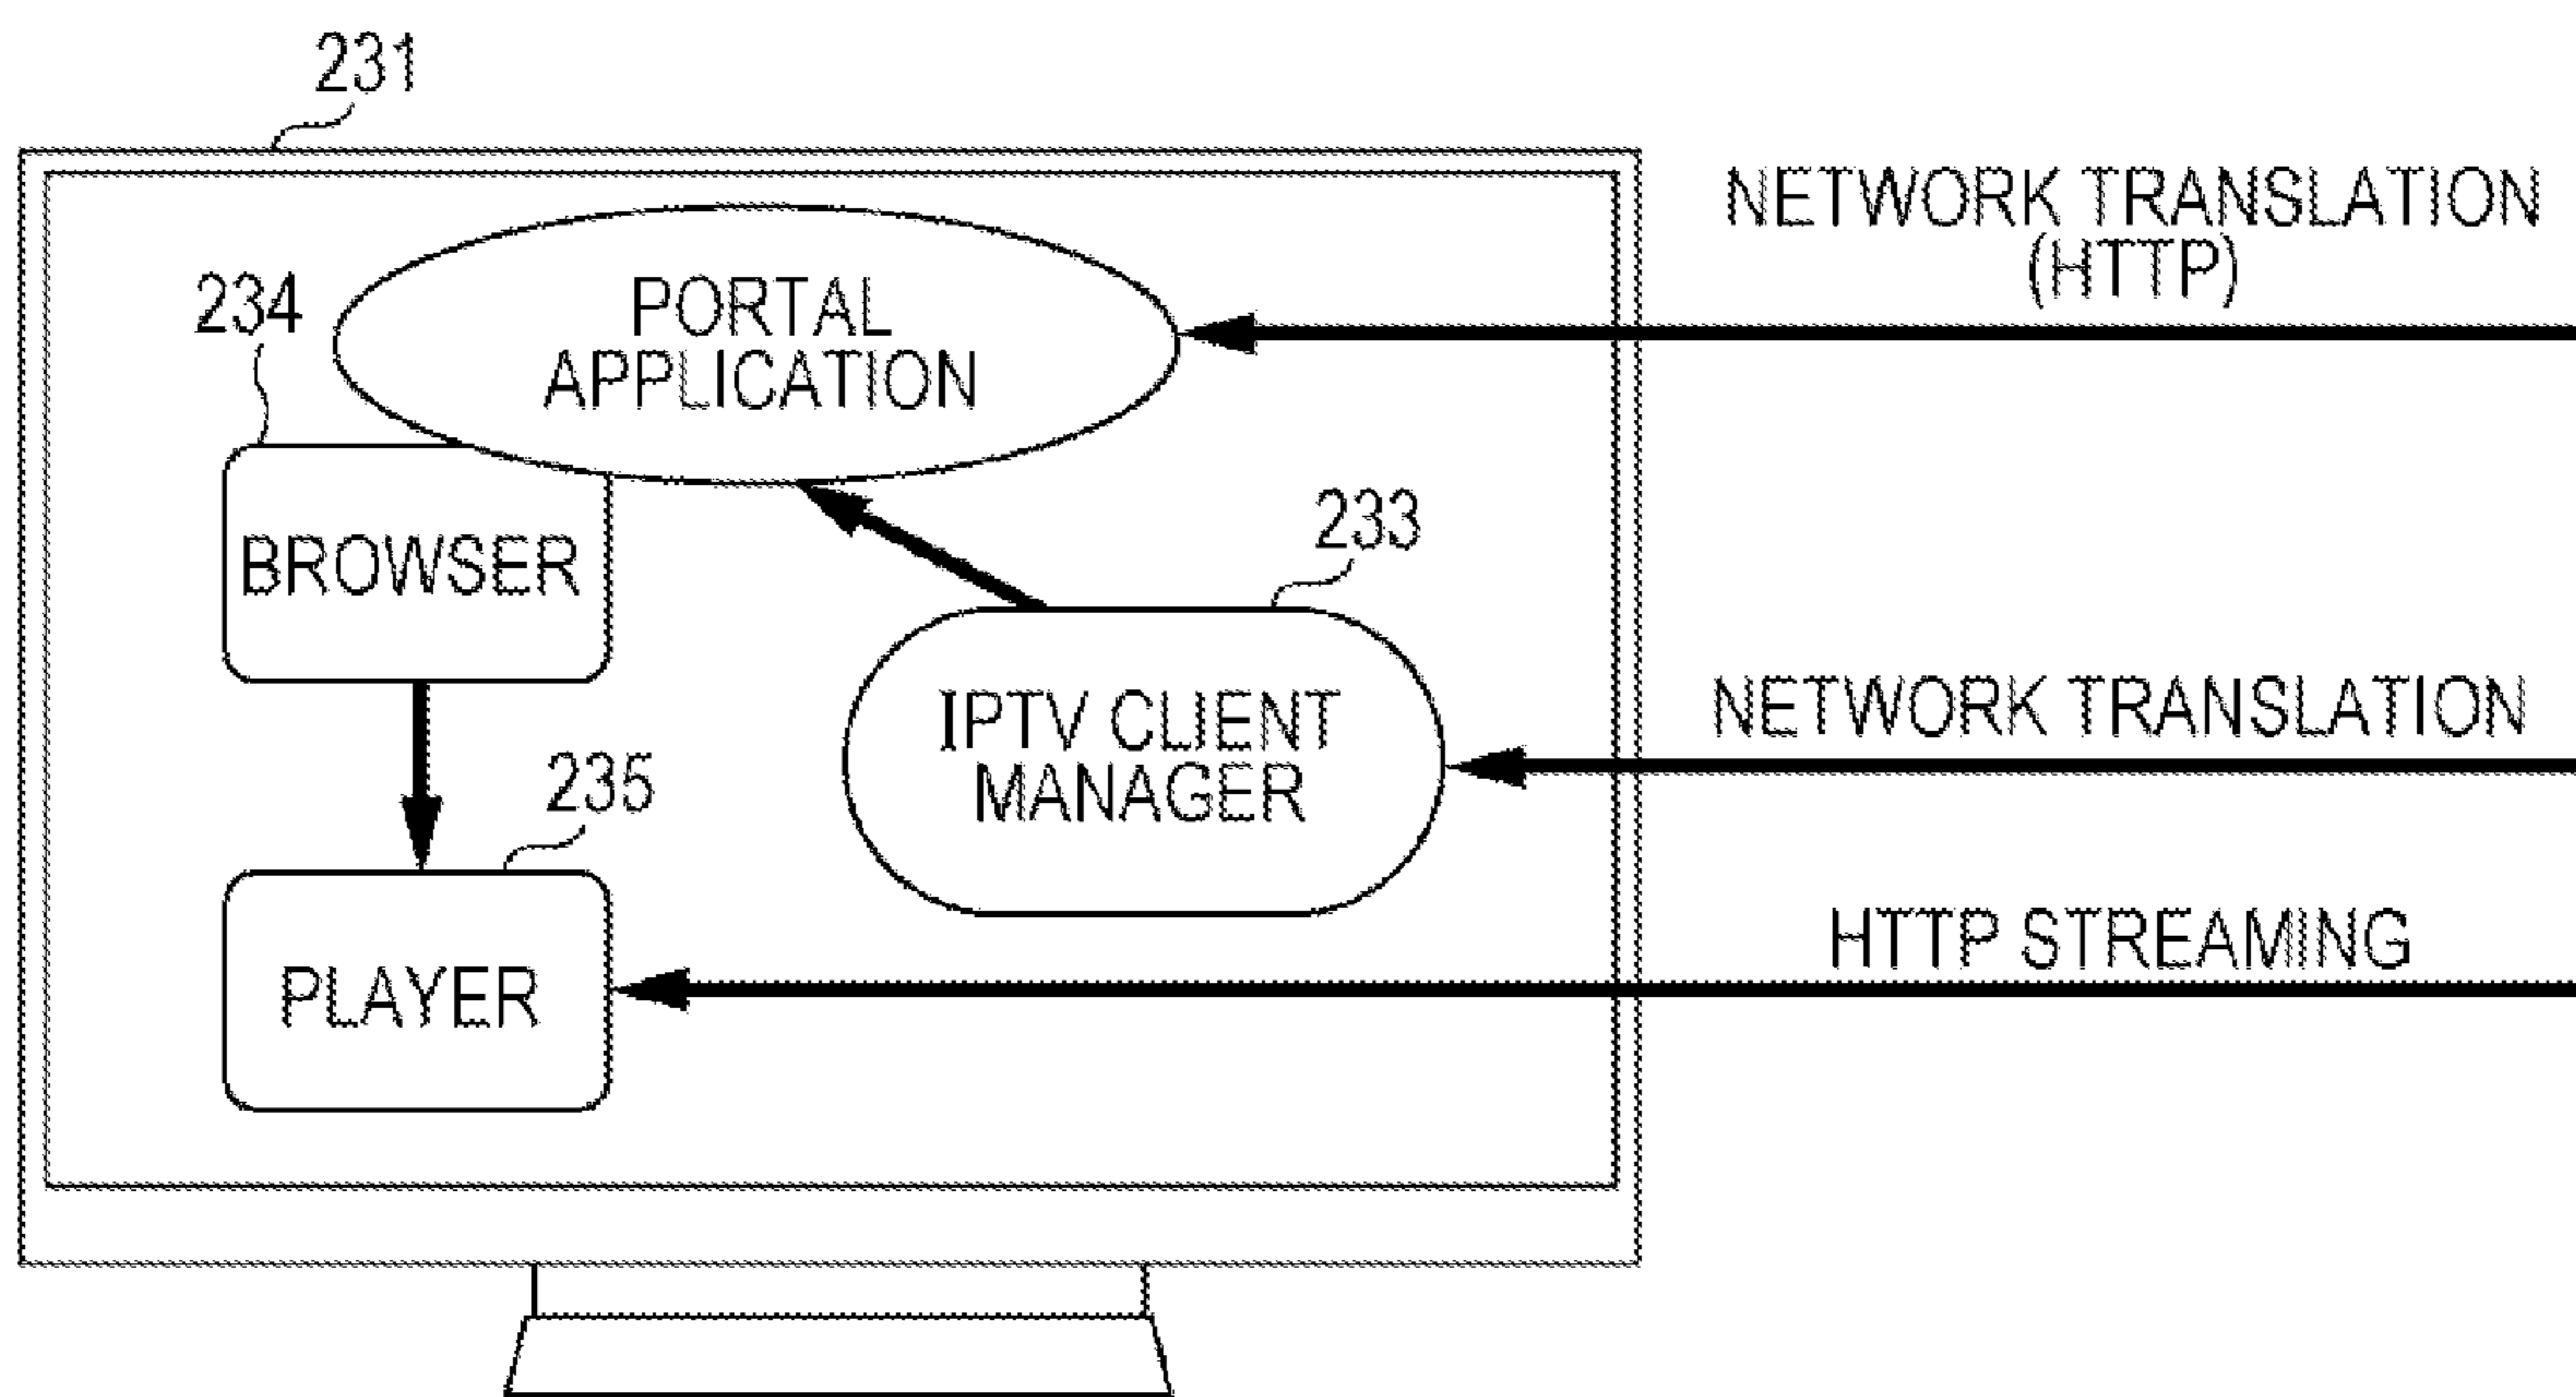 231
NETWORK TRANSLATION
(HTTP)
234
PORTAL
APPLICATION
233
BROWSER
IPTV CLIENT
MANAGER
NETWORK TRANSLATION
235
HTTP STREAMING
PLAYER